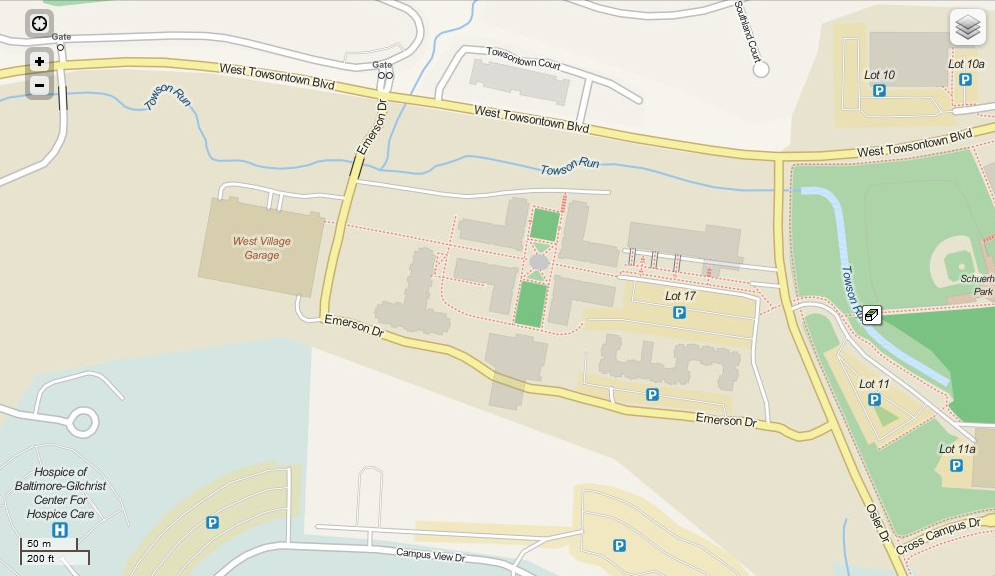 Gate
Gate
Southland Court
Towsontown Court
Lot 10
P
Lot 10a
P
+
-
West Towsontown Blvd
Towson Run
West Towsontown Blvd
West Towsontown Blvd
Emerson Dr
Towson Run
West Village
Garage
Towson Ru
Schuerh
Park
Lot 17
P
Emerson Dr
Lot 11
P
P
Emerson Dr
Lot 11a
P
Hospice of
Baltimore-Gilchrist
Center For
Hospice Care
H
P
P
Osler Dr
Cross Campus Dr
50 m
200 ft
Campus View Dr